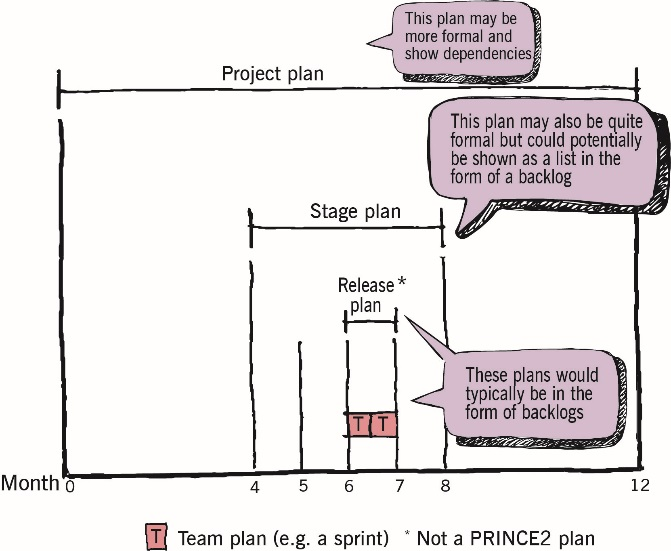 This plan may be
more formal and
show dependencies
Project plan
This plan may also be quite
formal but could potentially
be shown as a list in the
form of a backlog
Stage plan
Release*
plan
These plans would
typically be in the
form of backlogs
T T
Month 0 4 5 6 7 8 12
T Team plan (e.g. a sprint) * Not a PRINCE2 plan